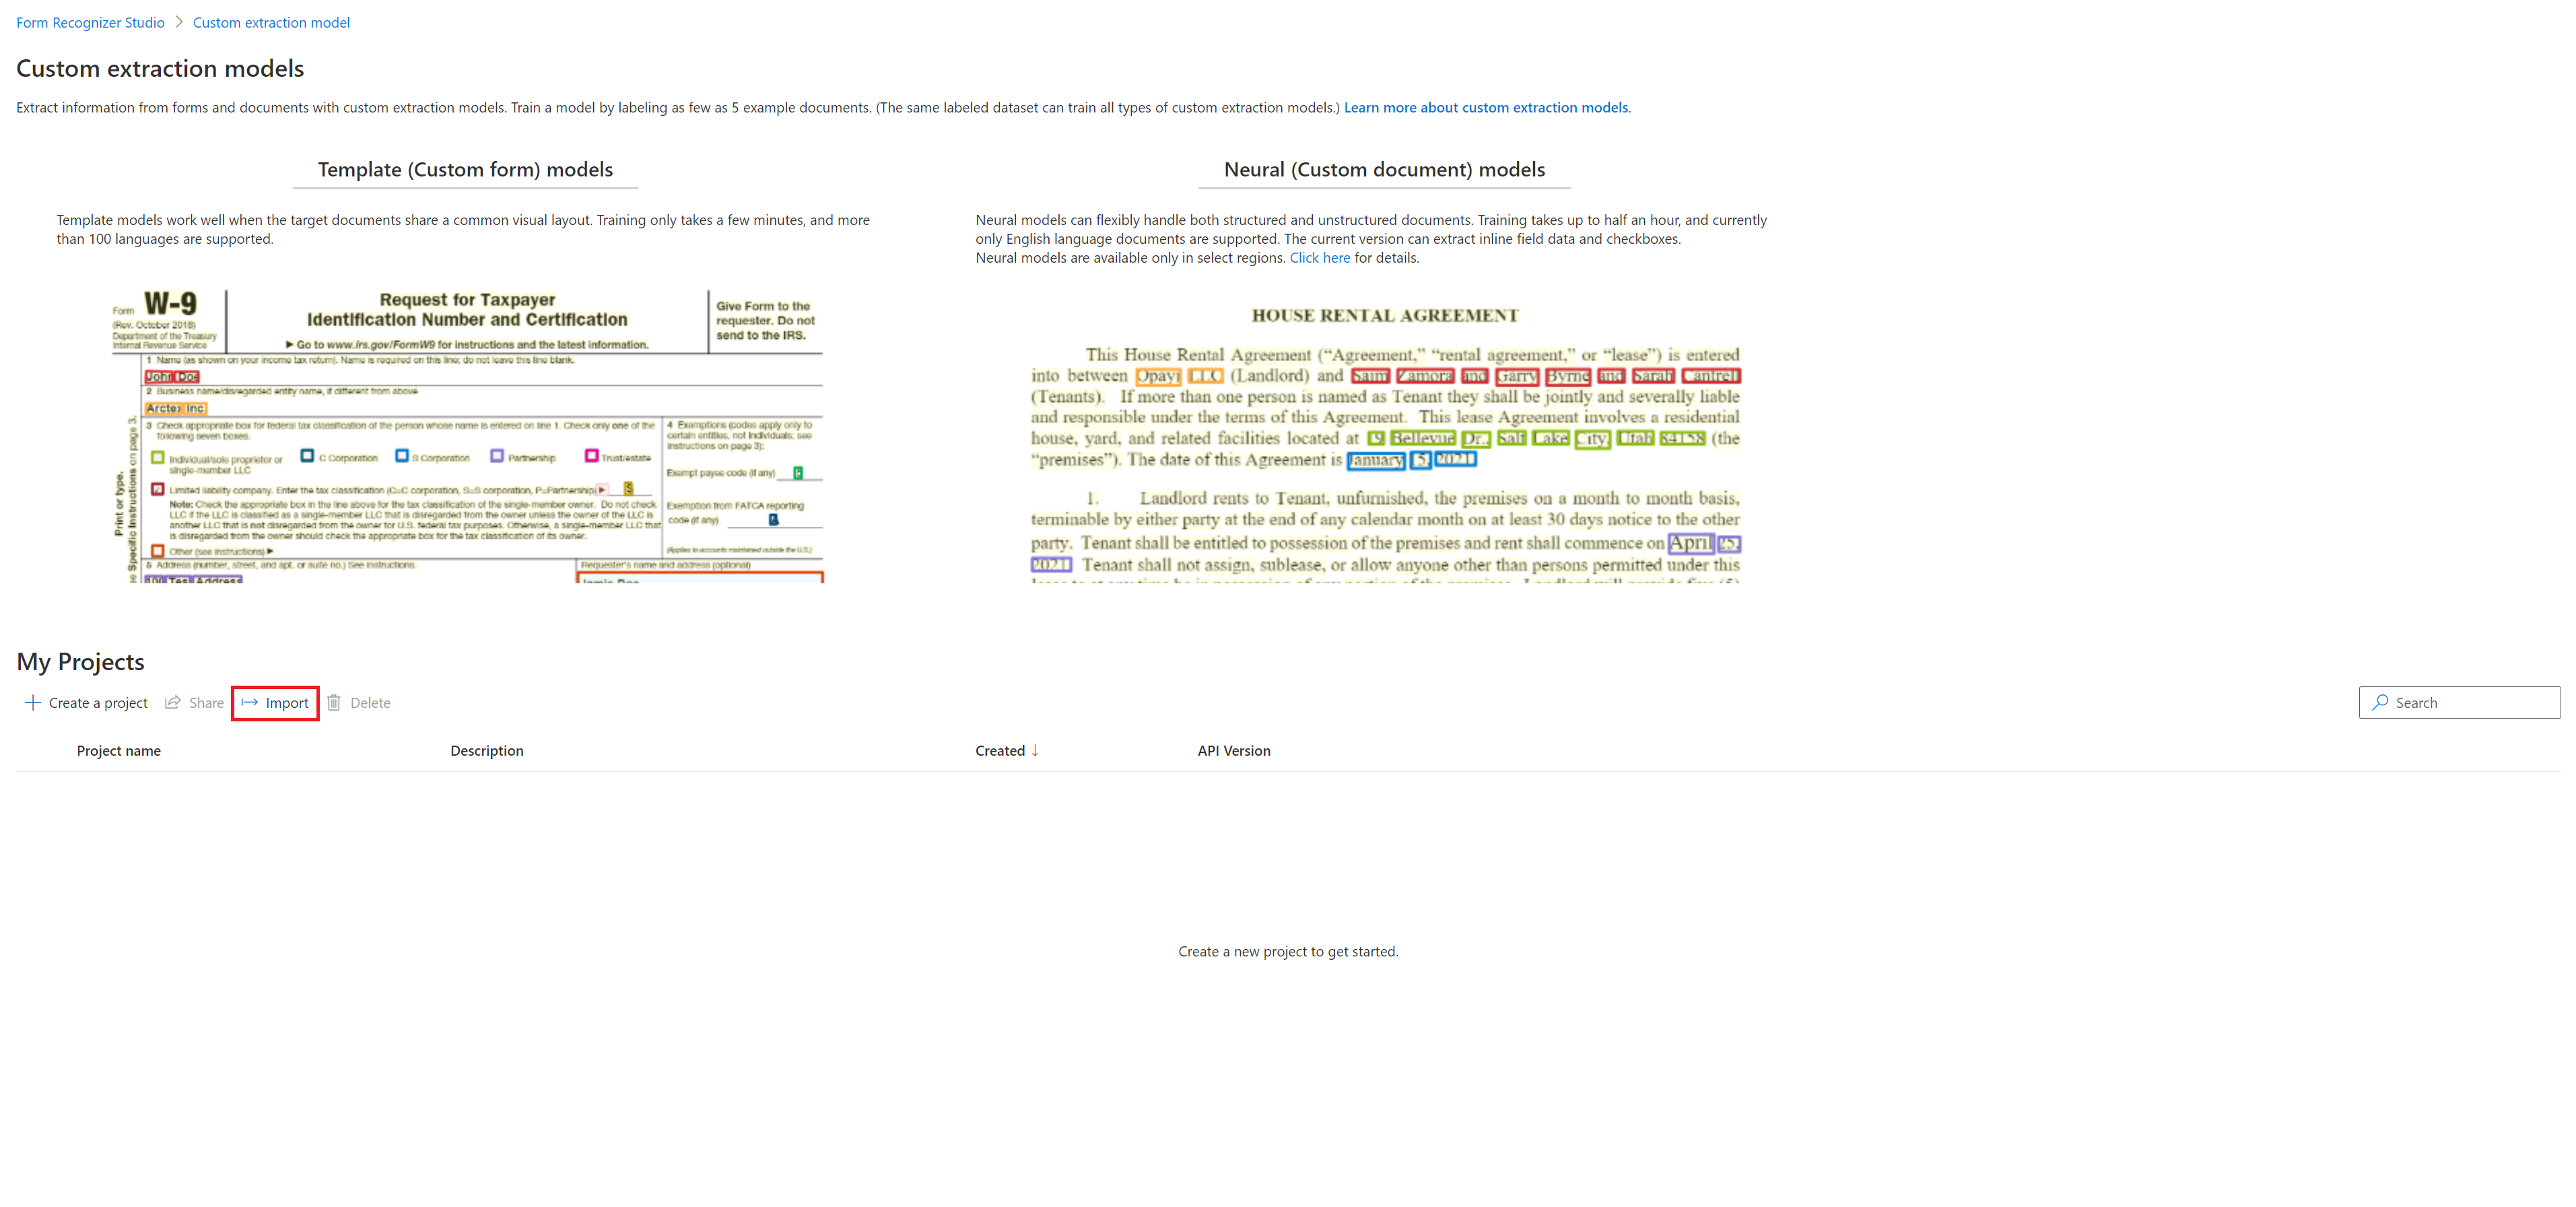 Form Recognizer Studio > Custom extraction model
Custom extraction models
Extract information from forms and documents with custom extraction models. Train a model by labeling as few as 5 example documents. (The same labeled dataset can train all types of custom extraction models.) Learn more about custom extraction models.
Template (Custom form) models
Template models work well when the target documents share a common visual layout. Training only takes a few minutes, and more
than 100 languages are supported.
Form W-9
(Rev. October 2018)
Department of the Treasury
Internal Revenue Service
Request for Taxpayer
Identification Number and Certification
► Go to www.irs.gov/FormW9 for instructions and the latest information.
Give Form to the
requester. Do not
send to the IRS.
Print or type.
Specific Instructions on page 3.
1 Name (as shown on your income tax return). Name is required on this line; do not leave this line blank.
John Doe
2 Business name/disregarded entity name, if different from above
Arctex Inc.
3 Check appropriate box for federal tax classification of the person whose name is entered on line 1. Check only one of the
following seven boxes.
Individual/sole proprietor or
single-member LLC
C Corporation
S Corporation
Partnership
Trust/estate
Limited liability company. Enter the tax classification (C=C corporation, S=S corporation, P=Partnership) ►
S
Note: Check the appropriate box in the line above for the tax classification of the single-member owner. Do not check
LLC if the LLC is classified as a single-member LLC that is disregarded from the owner unless the owner of the LLC is
another LLC that is not disregarded from the owner for U.S. federal tax purposes. Otherwise, a single-member LLC that
is disregarded from the owner should check the appropriate box for the tax classification of its owner.
Other (see instructions) ►
4 Exemptions (codes apply only to
certain entities, not individuals; see
instructions on page 3):
Exempt payee code (if any)
Exemption from FATCA reporting
code (if any)
(Applies to accounts maintained outside the U.S.)
5 Address (number, street, and apt. or suite no.) See instructions.
100 Test Address
Requester's name and address (optional)
Jamie Doe
Neural (Custom document) models
Neural models can flexibly handle both structured and unstructured documents. Training takes up to half an hour, and currently
only English language documents are supported. The current version can extract inline field data and checkboxes.
Neural models are available only in select regions. Click here for details.
HOUSE RENTAL AGREEMENT
This House Rental Agreement (“Agreement,” “rental agreement,” or “lease”) is entered
into between Opayi LLC (Landlord) and Saim Zamora and Garry Byrne and Sarah Cantrell
(Tenants). If more than one person is named as Tenant they shall be jointly and severally liable
and responsible under the terms of this Agreement. This lease Agreement involves a residential
house, yard, and related facilities located at 19 Bellevue Dr., Salt Lake City, Utah 84158 (the
“premises”). The date of this Agreement is January 5, 2021
1. Landlord rents to Tenant, unfurnished, the premises on a month to month basis,
terminable by either party at the end of any calendar month on at least 30 days notice to the other
party. Tenant shall be entitled to possession of the premises and rent shall commence on April 25,
2021 Tenant shall not assign, sublease, or allow anyone other than persons permitted under this
My Projects
Create a project Share Import Delete
Search
Project name Description Created ↓ API Version
Create a new project to get started.